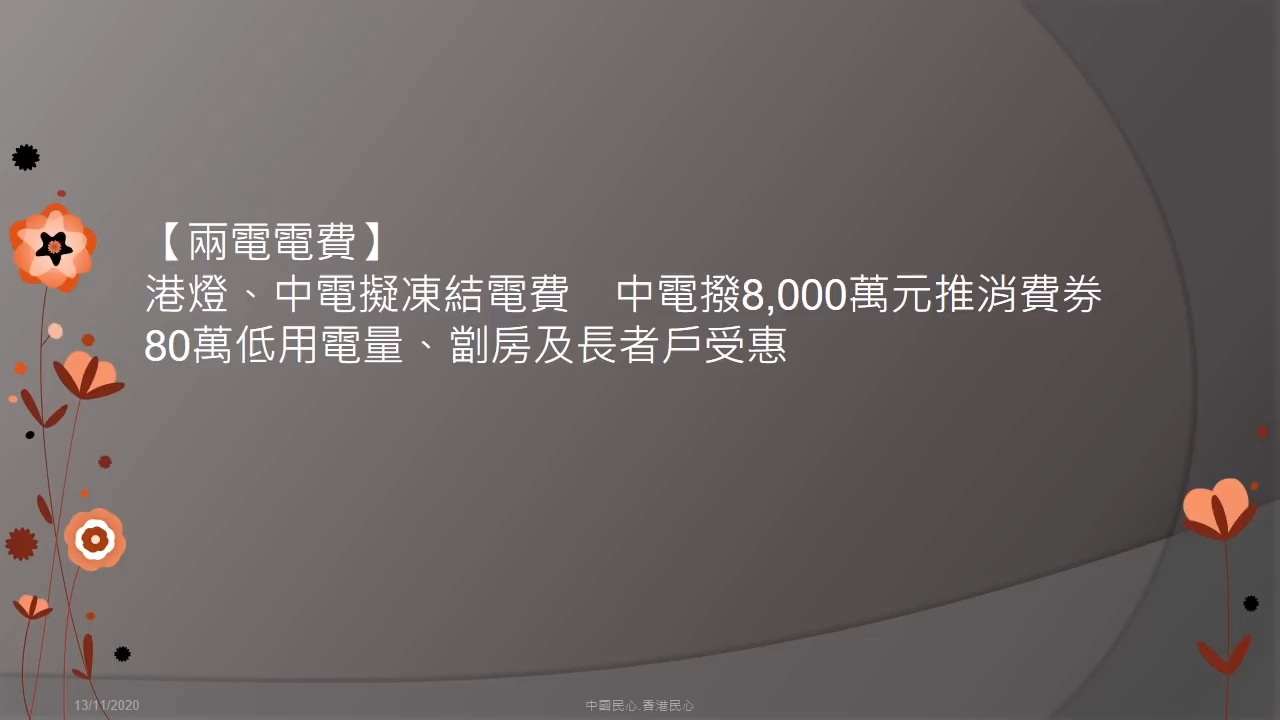 【兩電電費】
港燈、中電擬凍結電費　中電撥8,000萬元推消費券
80萬低用電量、劏房及長者戶受惠
13/11/2020
中國民心.香港民心